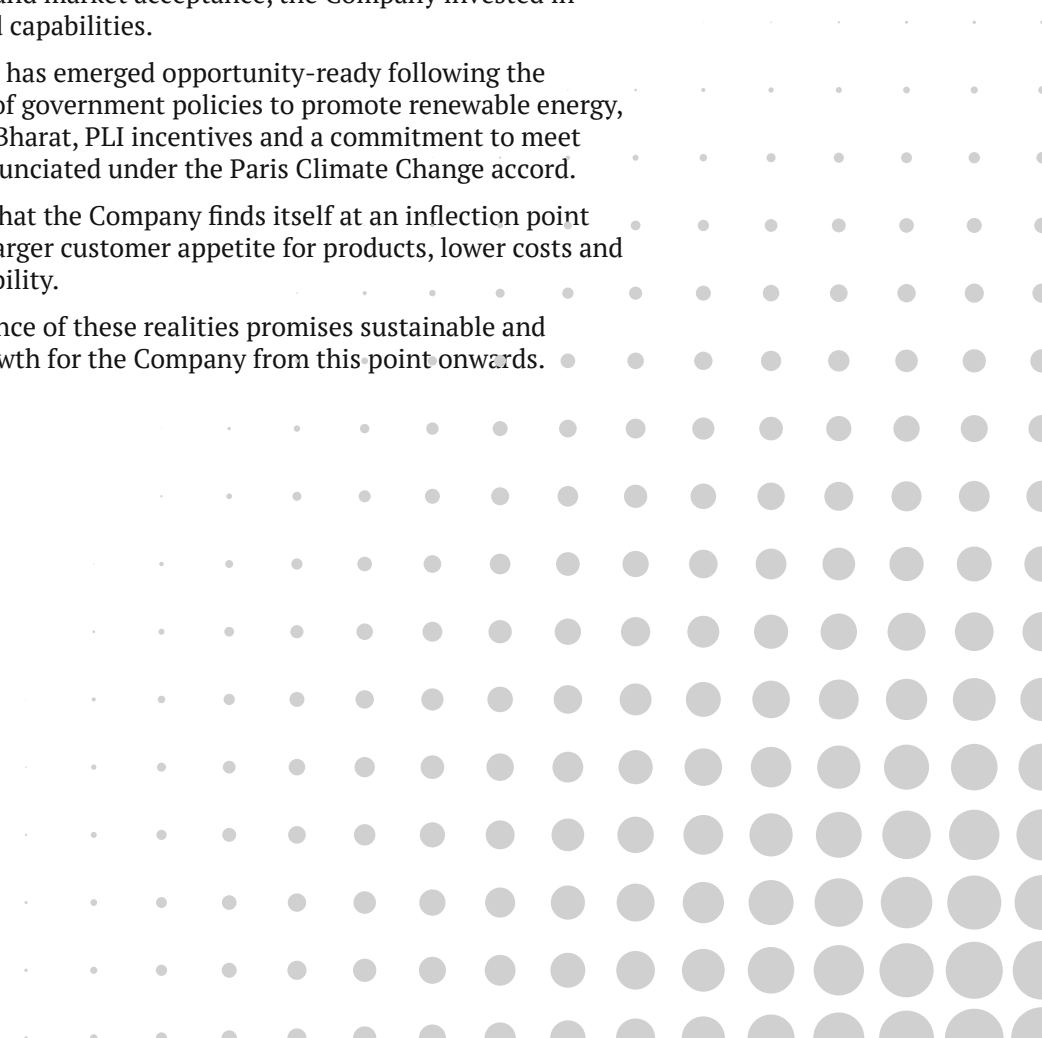 and market acceptance, the Company invested in
capabilities.
has emerged opportunity-ready following the
of government policies to promote renewable energy,
Bharat, PLI incentives and a commitment to meet
unciated under the Paris Climate Change accord.
hat the Company finds itself at an inflection point
arger customer appetite for products, lower costs and
bility.
nce of these realities promises sustainable and
wth for the Company from this point onwards.